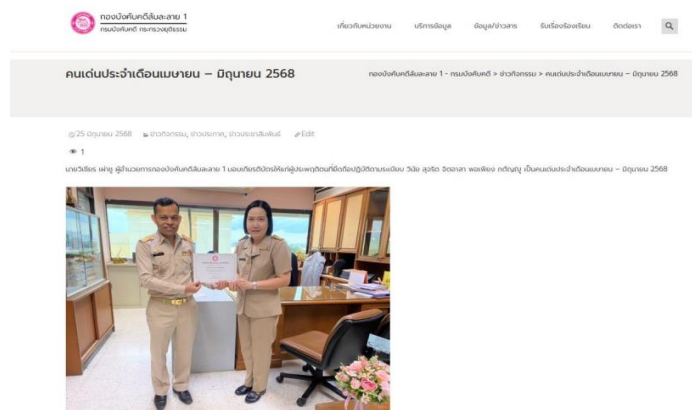 กองบังคับคดีล้มละลาย 1
กรมบังคับคดี กระทรวงยุติธรรม
เกี่ยวกับหน่วยงาน บริการข้อมูล ข้อมูล/ข่าวสาร รับเรื่องร้องเรียน ติดต่อเรา
คนเด่นประจำเดือนเมษายน – มิถุนายน 2568
กองบังคับคดีล้มละลาย 1 - กรมบังคับคดี > ข่าวกิจกรรม > คนเด่นประจำเดือนเมษายน – มิถุนายน 2568
25 มิถุนายน 2568 ข่าวกิจกรรม, ข่าวประกาศ, ข่าวประชาสัมพันธ์ Edit
1
นายวิเชียร เผ่าชู ผู้อำนวยการกองบังคับคดีล้มละลาย 1 มอบเกียรติบัตรให้แก่ผู้ประพฤติตนที่ยึดถือปฏิบัติตามระเบียบ วินัย สุจริต จิตอาสา พอเพียง กตัญญู เป็นคนเด่นประจำเดือนเมษายน – มิถุนายน 2568